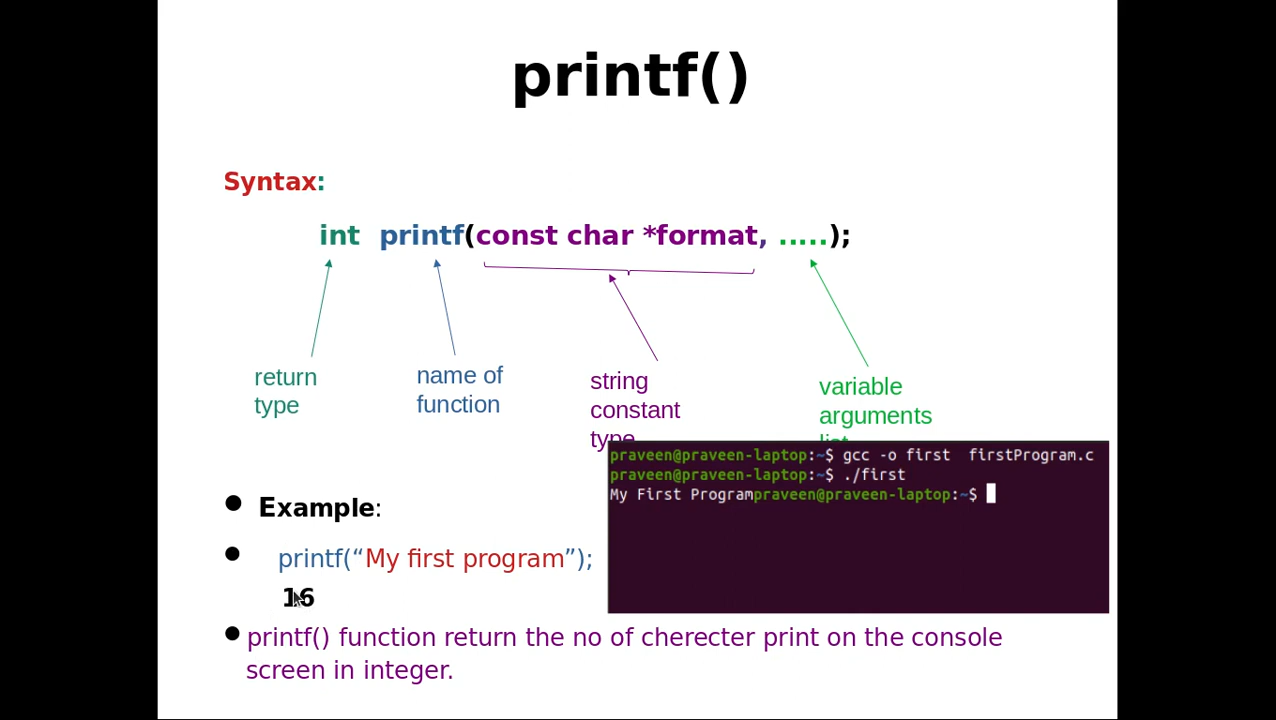 printf()
Syntax:
int printf(const char *format, .....);
return
type
name of
function
string
constant
type
variable
arguments
list
praveen@praveen-laptop:~$ gcc -o first  firstProgram.c
praveen@praveen-laptop:~$ ./first
My First Programpraveen@praveen-laptop:~$
Example:
printf(“My first program”);
16
printf() function return the no of cherecter print on the console
screen in integer.